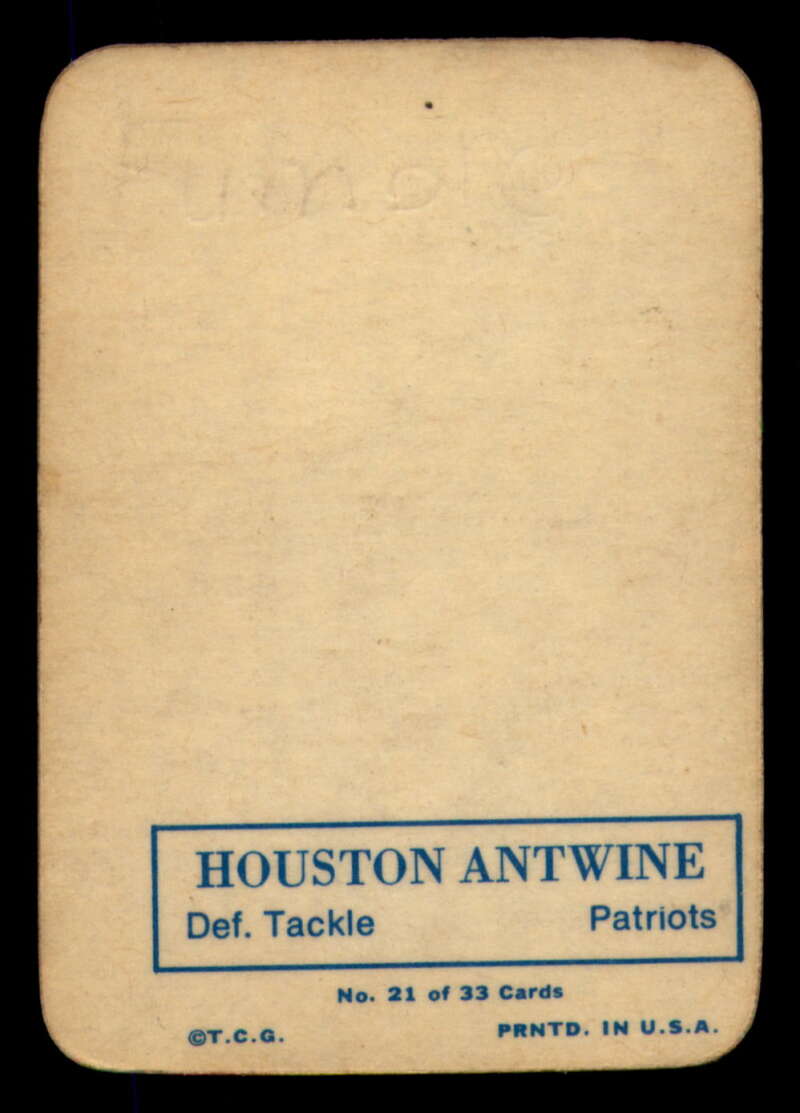 HOUSTON ANTWINE
Def. Tackle Patriots
No. 21 of 33 Cards
©T.C.G. PRNTD. IN U.S.A.